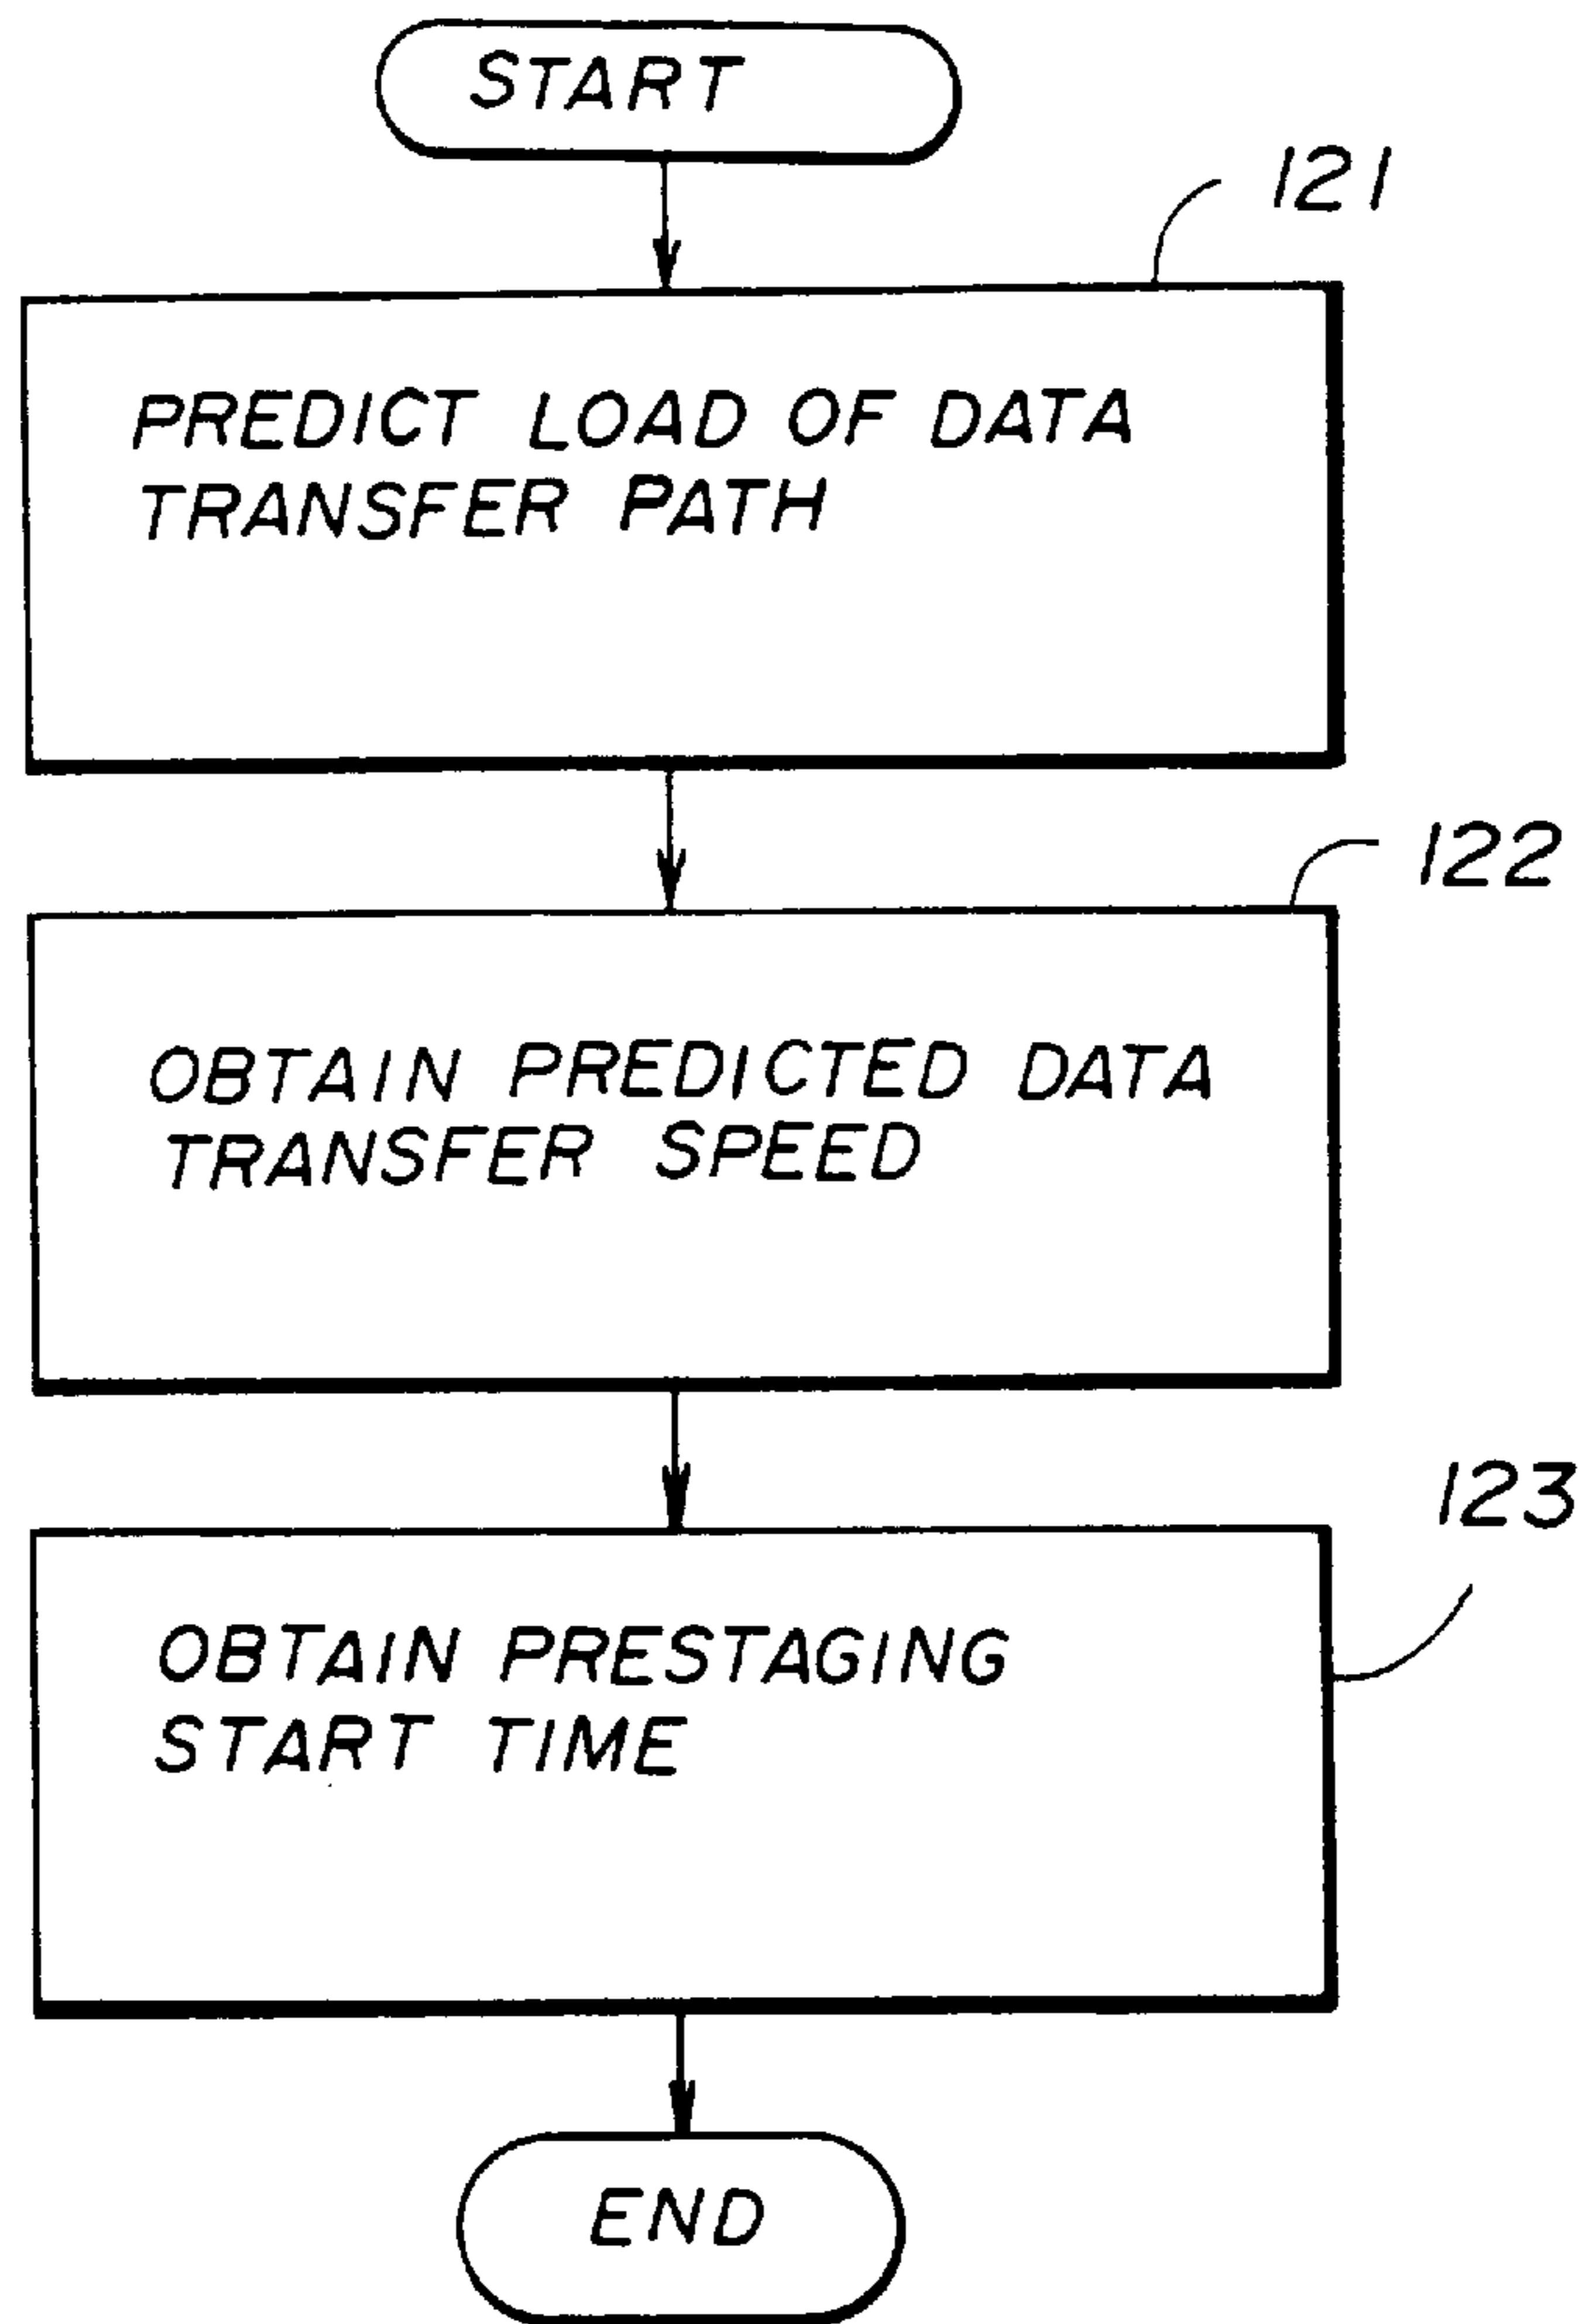 START
121
PREDICT LOAD OF DATA
TRANSFER PATH
122
OBTAIN PREDICTED DATA
TRANSFER SPEED
123
OBTAIN PRESTAGING
START TIME
END